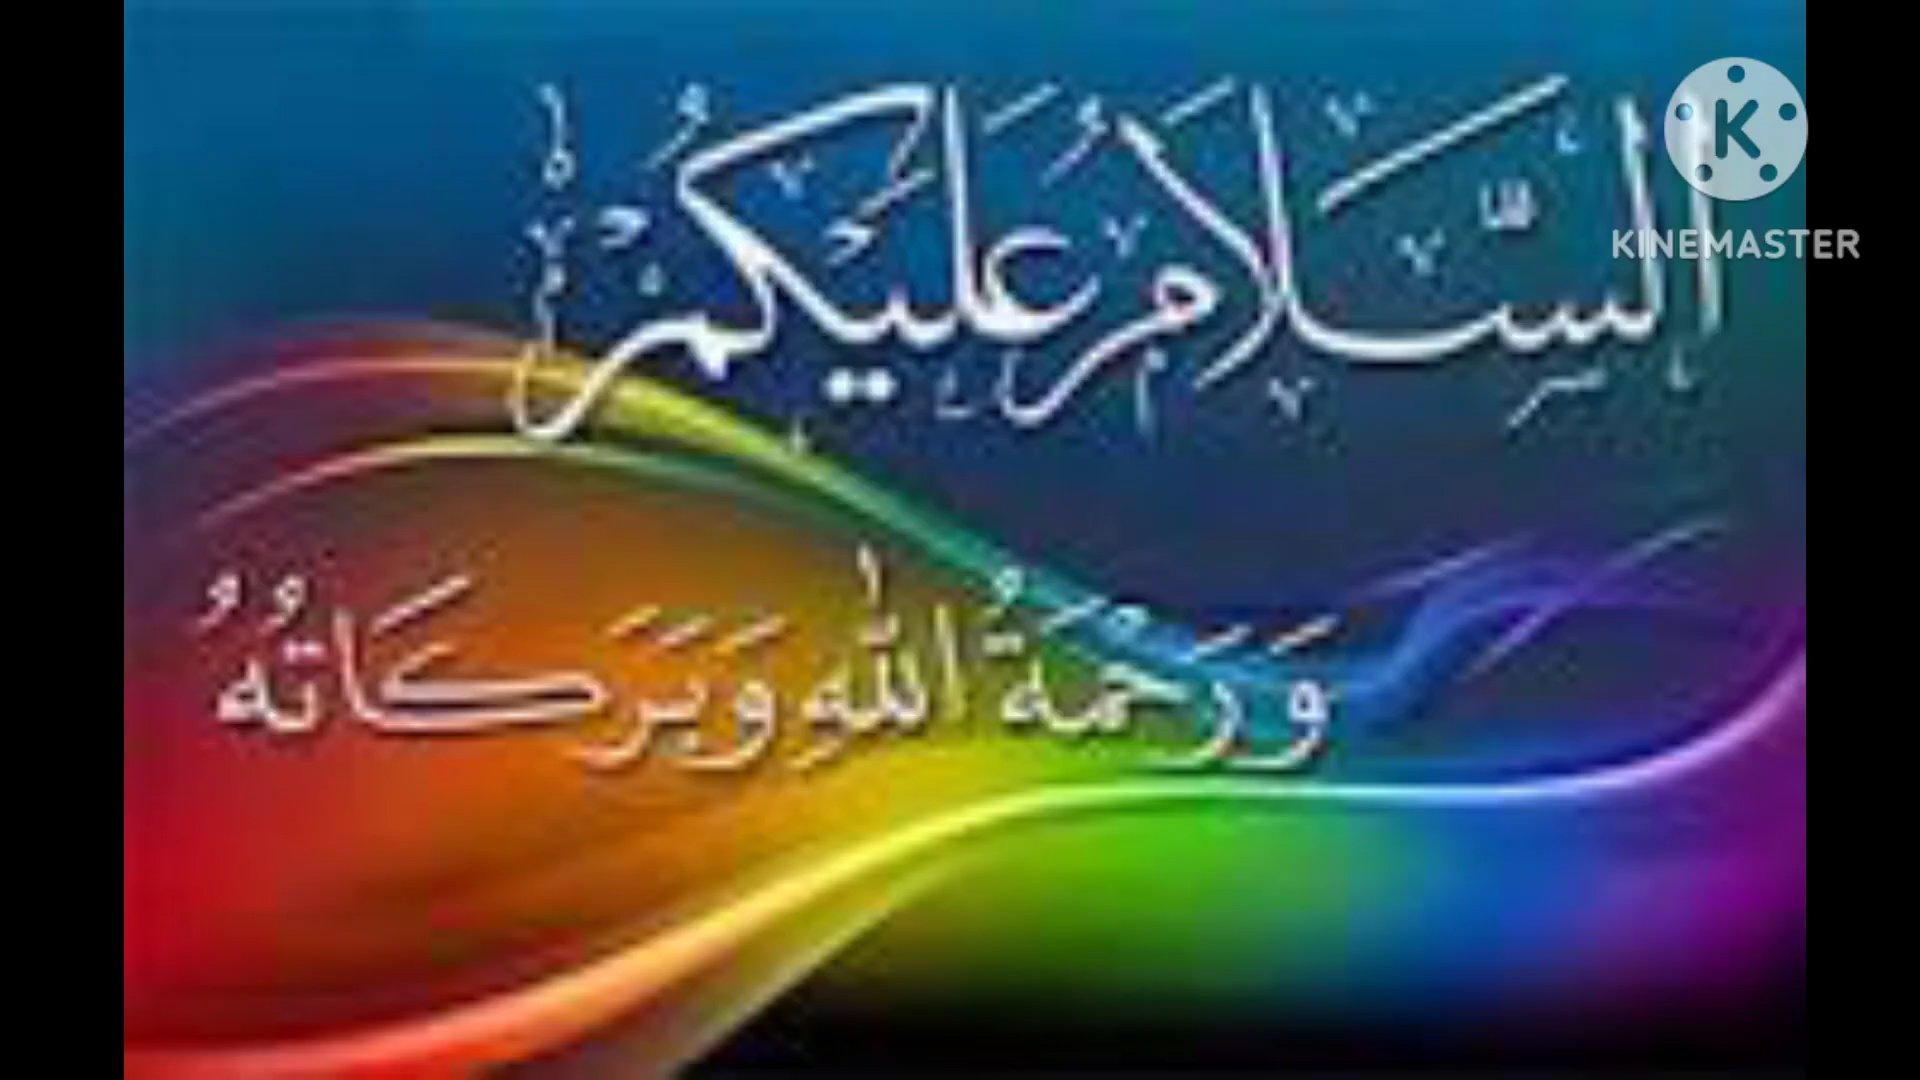 السَّلَامُ عَلَيْكُمْ
KINEMASTER
وَرَحْمَةُ اللهِ وَبَرَكَاتُهُ